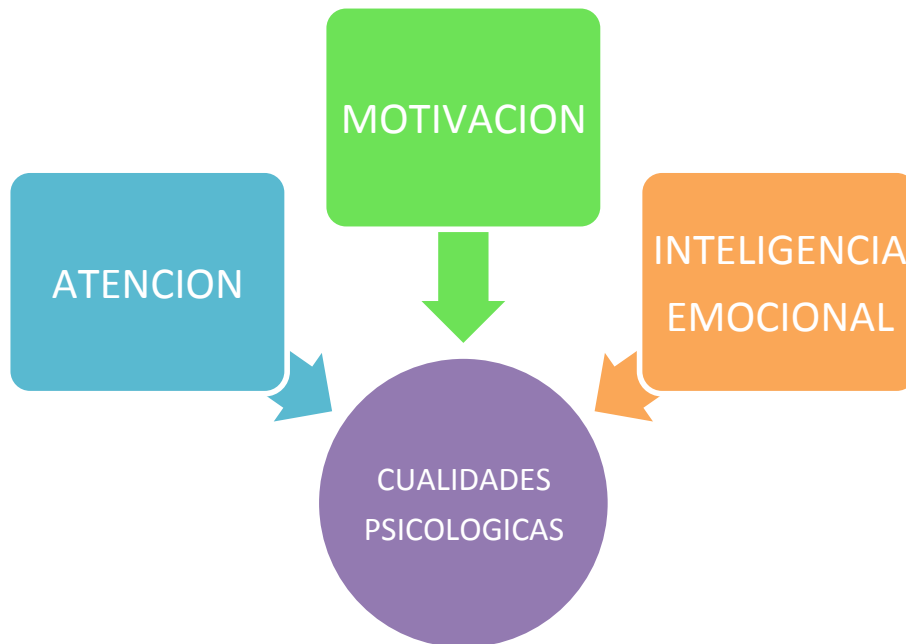 MOTIVACION
ATENCION
INTELIGENCIA
EMOCIONAL
CUALIDADES
PSICOLOGICAS